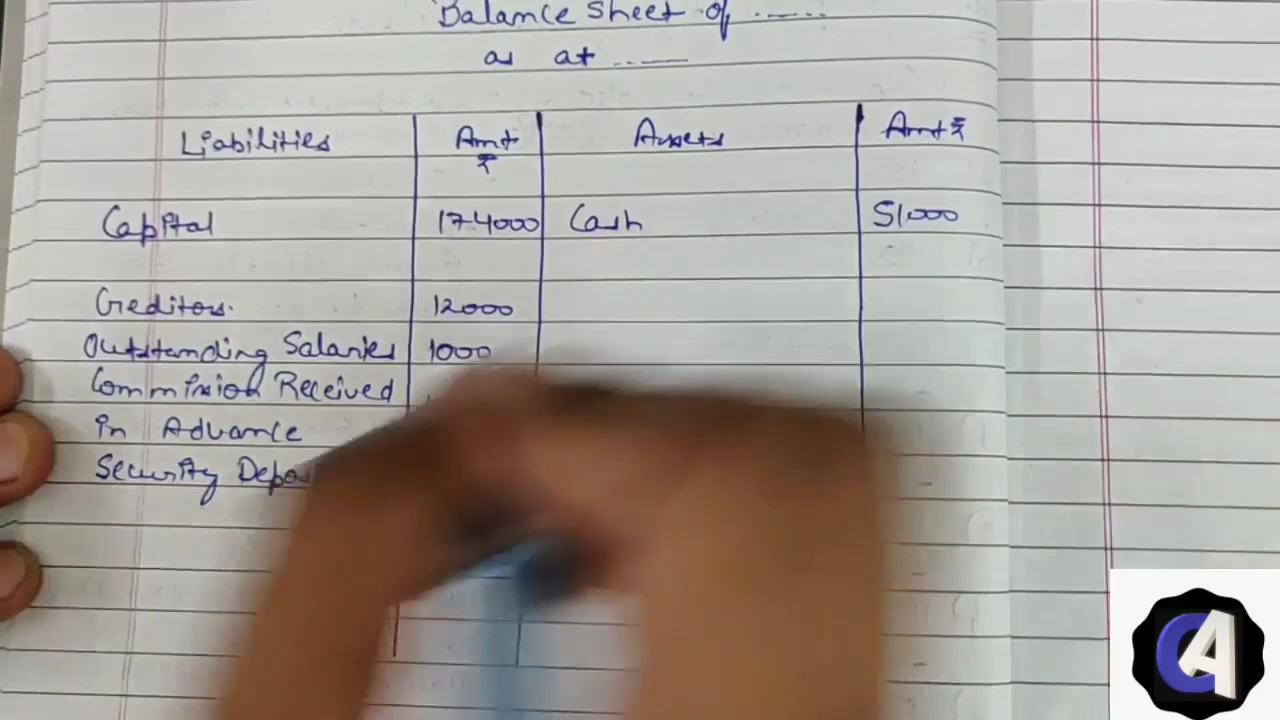 Balance Sheet of ........
as at ........
Liabilities Amt ₹ Assets Amt ₹
Capital 174000 Cash 51000
Creditors. 12000
Outstanding Salaries 1000
Commission Received
in Advance
Security
CA